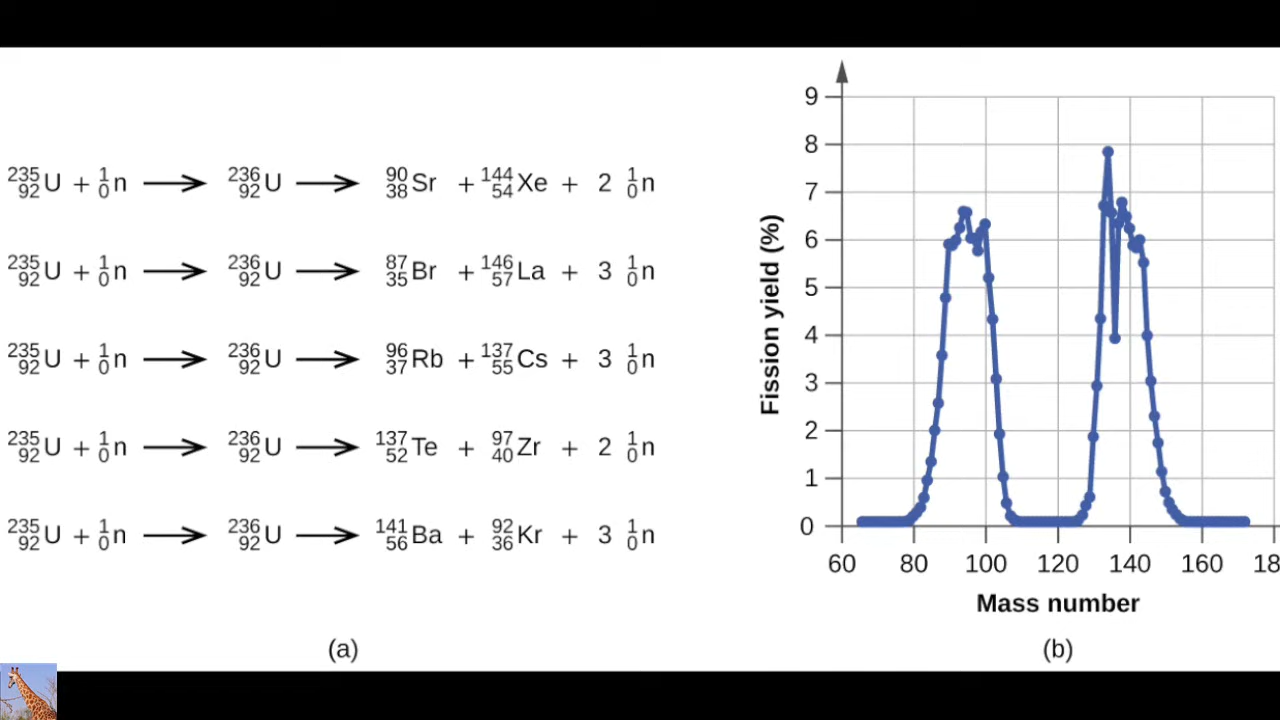 ²³⁵₉₂U + ¹₀n ⟶ ²³⁶₉₂U ⟶ ⁹⁰₃₈Sr + ¹⁴⁴₅₄Xe + 2 ¹₀n
²³⁵₉₂U + ¹₀n ⟶ ²³⁶₉₂U ⟶ ⁸⁷₃₅Br + ¹⁴⁶₅₇La + 3 ¹₀n
²³⁵₉₂U + ¹₀n ⟶ ²³⁶₉₂U ⟶ ⁹⁶₃₇Rb + ¹³⁷₅₅Cs + 3 ¹₀n
²³⁵₉₂U + ¹₀n ⟶ ²³⁶₉₂U ⟶ ¹³⁷₅₂Te + ⁹⁷₄₀Zr + 2 ¹₀n
²³⁵₉₂U + ¹₀n ⟶ ²³⁶₉₂U ⟶ ¹⁴¹₅₆Ba + ⁹²₃₆Kr + 3 ¹₀n
(a)
Fission yield (%)
9
8
7
6
5
4
3
2
1
0
60 80 100 120 140 160 18
Mass number
(b)